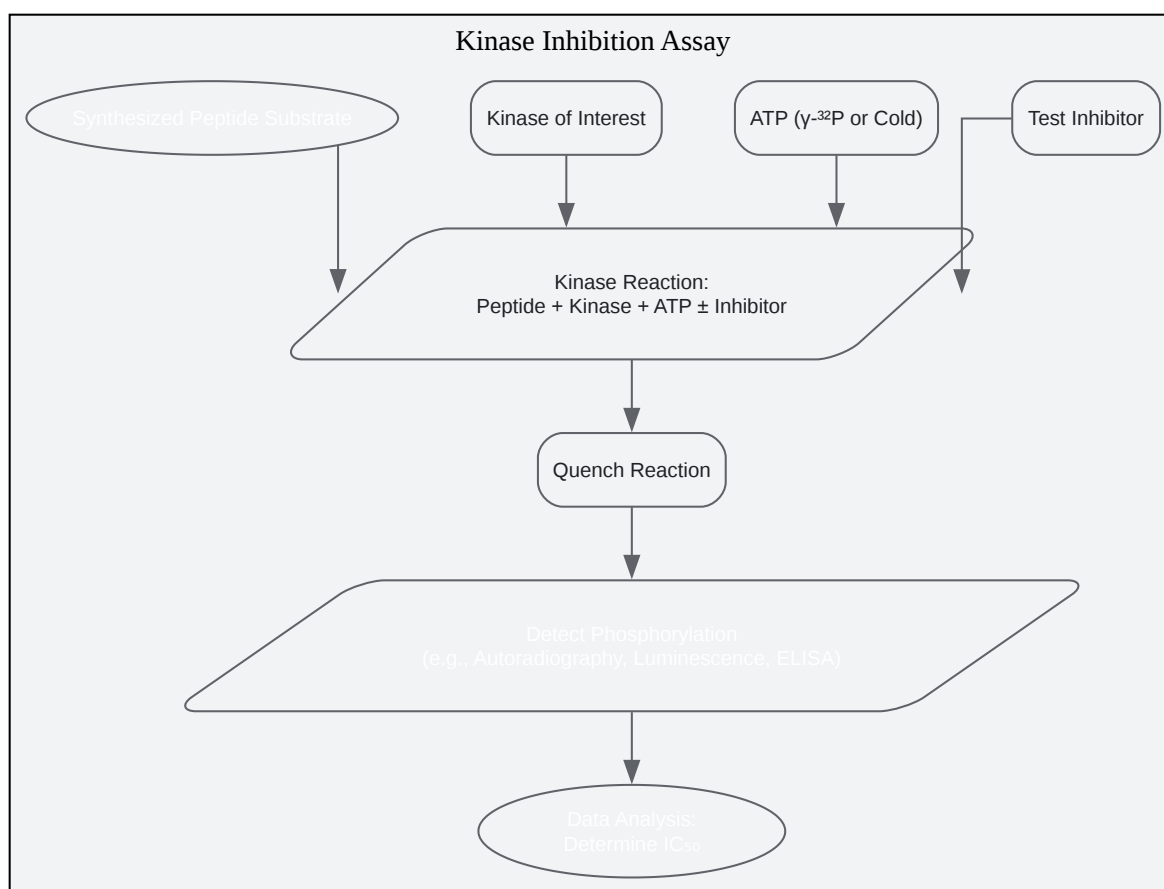 Kinase Inhibition Assay
Synthesized Peptide Substrate
Kinase of Interest
ATP (γ-³²P or Cold)
Test Inhibitor
Kinase Reaction:
Peptide + Kinase + ATP ± Inhibitor
Quench Reaction
Detect Phosphorylation
(e.g., Autoradiography, Luminescence, ELISA)
Data Analysis:
Determine IC₅₀